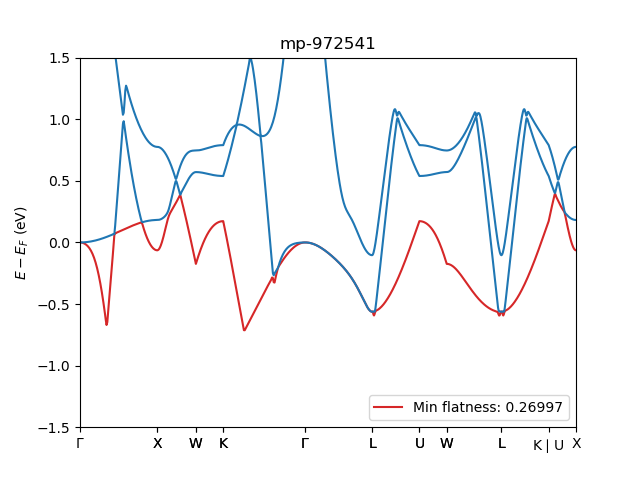 mp-972541
1.5
1.0
0.5
0.0
−0.5
−1.0
−1.5
E − E_F (eV)
Min flatness: 0.26997
Γ X W K Γ L U W L K | U X